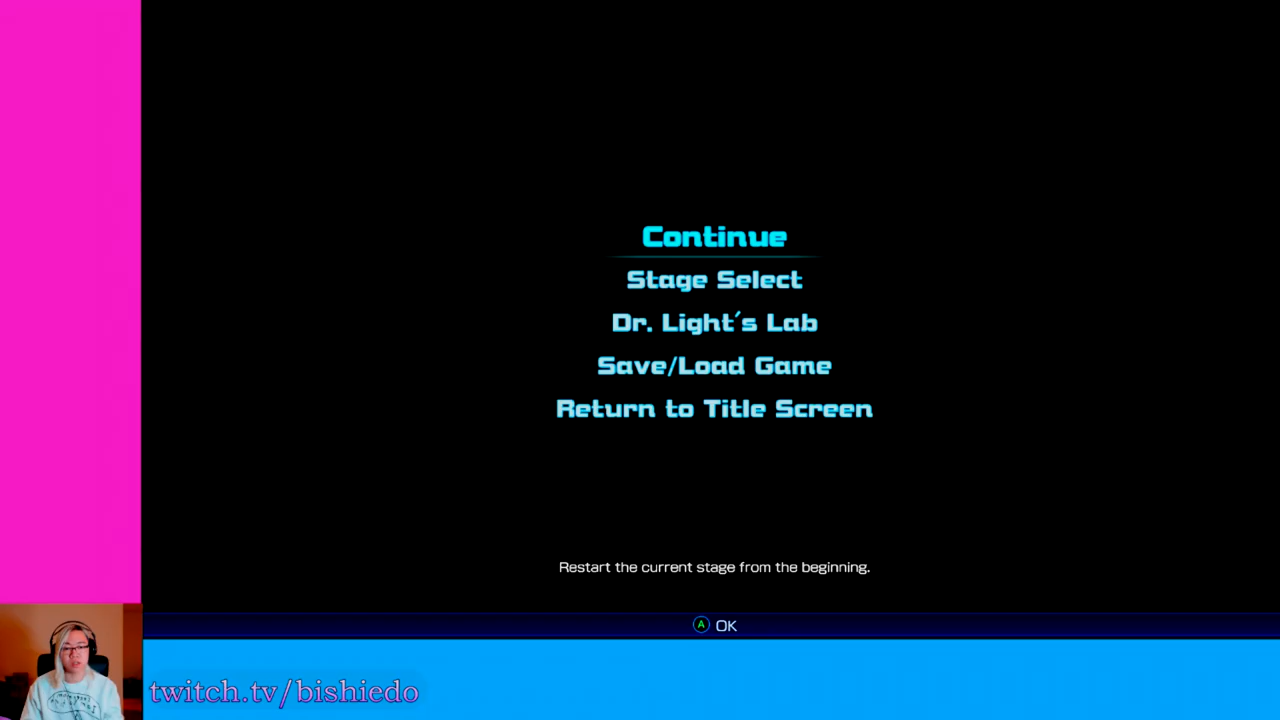 Continue
Stage Select
Dr. Light's Lab
Save/Load Game
Return to Title Screen
Restart the current stage from the beginning.
A OK
twitch.tv/bishiedo